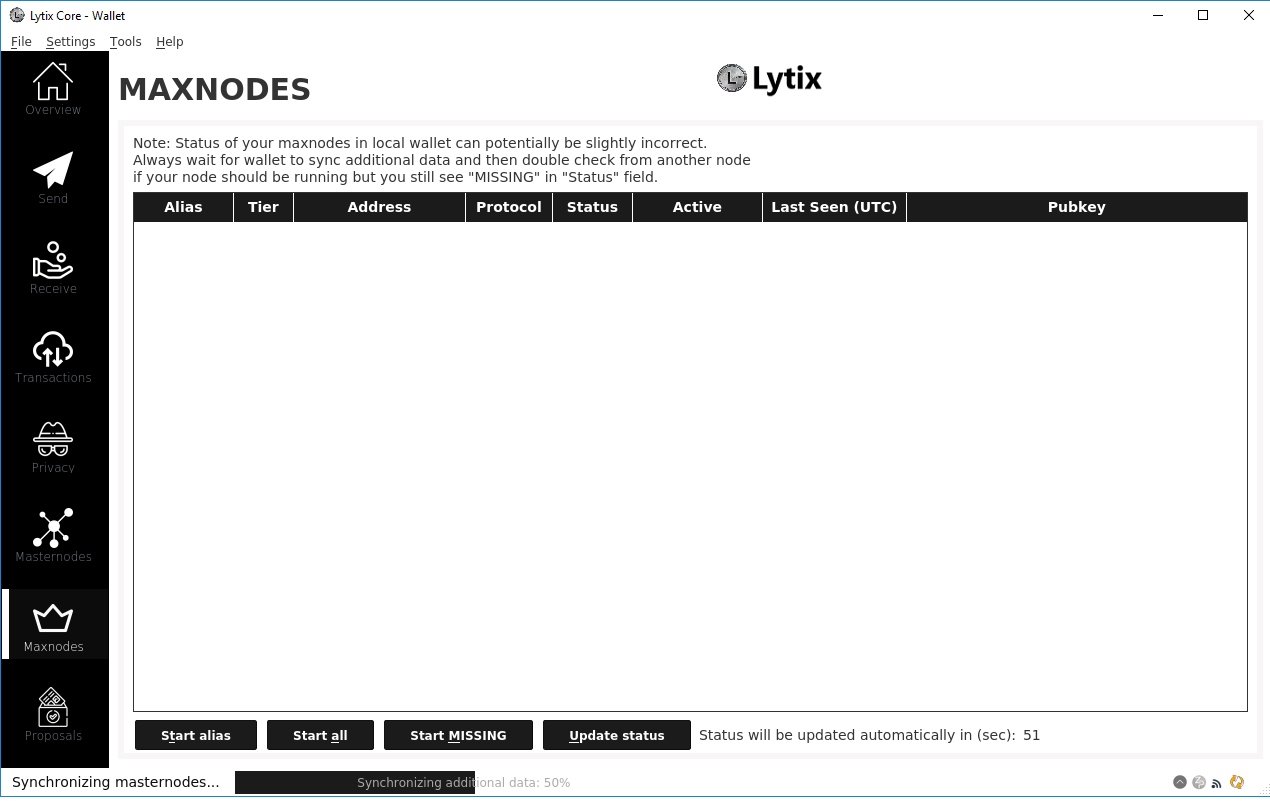 Lytix Core - Wallet
File Settings Tools Help
Overview
Send
Receive
Transactions
Privacy
Masternodes
Maxnodes
Proposals
MAXNODES
Lytix
Note: Status of your maxnodes in local wallet can potentially be slightly incorrect.
Always wait for wallet to sync additional data and then double check from another node
if your node should be running but you still see "MISSING" in "Status" field.
Alias Tier Address Protocol Status Active Last Seen (UTC) Pubkey
Start alias Start all Start MISSING Update status Status will be updated automatically in (sec): 51
Synchronizing masternodes... Synchronizing additional data: 50%